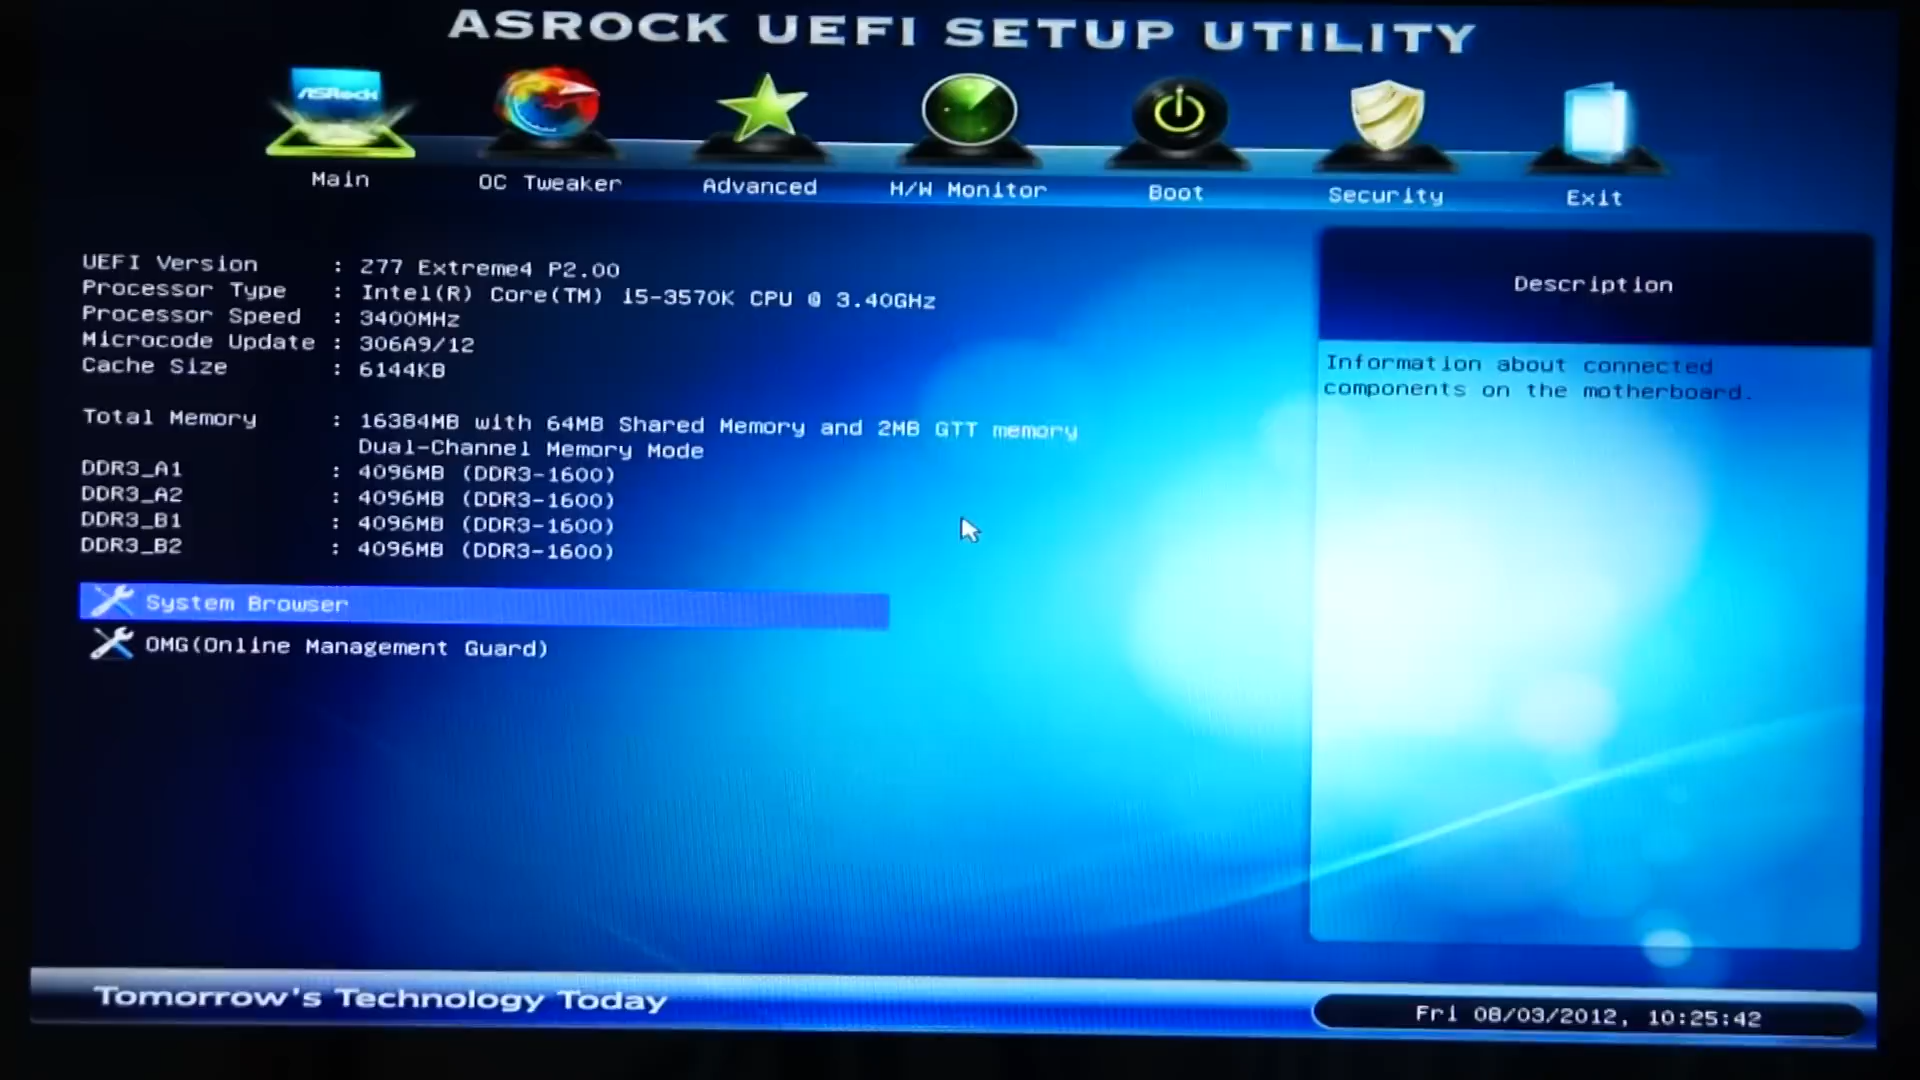 ASROCK UEFI SETUP UTILITY
ASRock
Main OC Tweaker Advanced H/W Monitor Boot Security Exit
UEFI Version : Z77 Extreme4 P2.00
Processor Type : Intel(R) Core(TM) i5-3570K CPU @ 3.40GHz
Processor Speed : 3400MHz
Microcode Update : 306A9/12
Cache Size : 6144KB
Total Memory : 16384MB with 64MB Shared Memory and 2MB GTT memory
Dual-Channel Memory Mode
DDR3_A1 : 4096MB (DDR3-1600)
DDR3_A2 : 4096MB (DDR3-1600)
DDR3_B1 : 4096MB (DDR3-1600)
DDR3_B2 : 4096MB (DDR3-1600)
System Browser
OMG(Online Management Guard)
Description
Information about connected
components on the motherboard.
Tomorrow's Technology Today
Fri 08/03/2012, 10:25:42